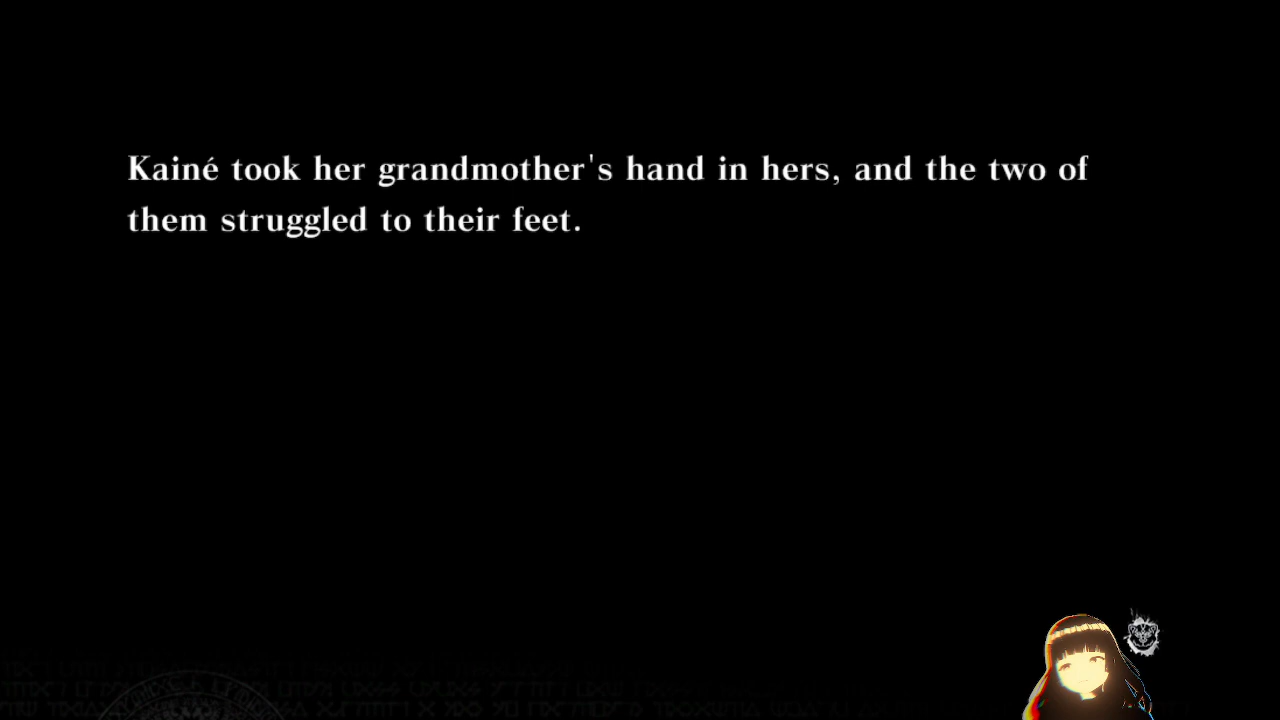 Kainé took her grandmother's hand in hers, and the two of
them struggled to their feet.